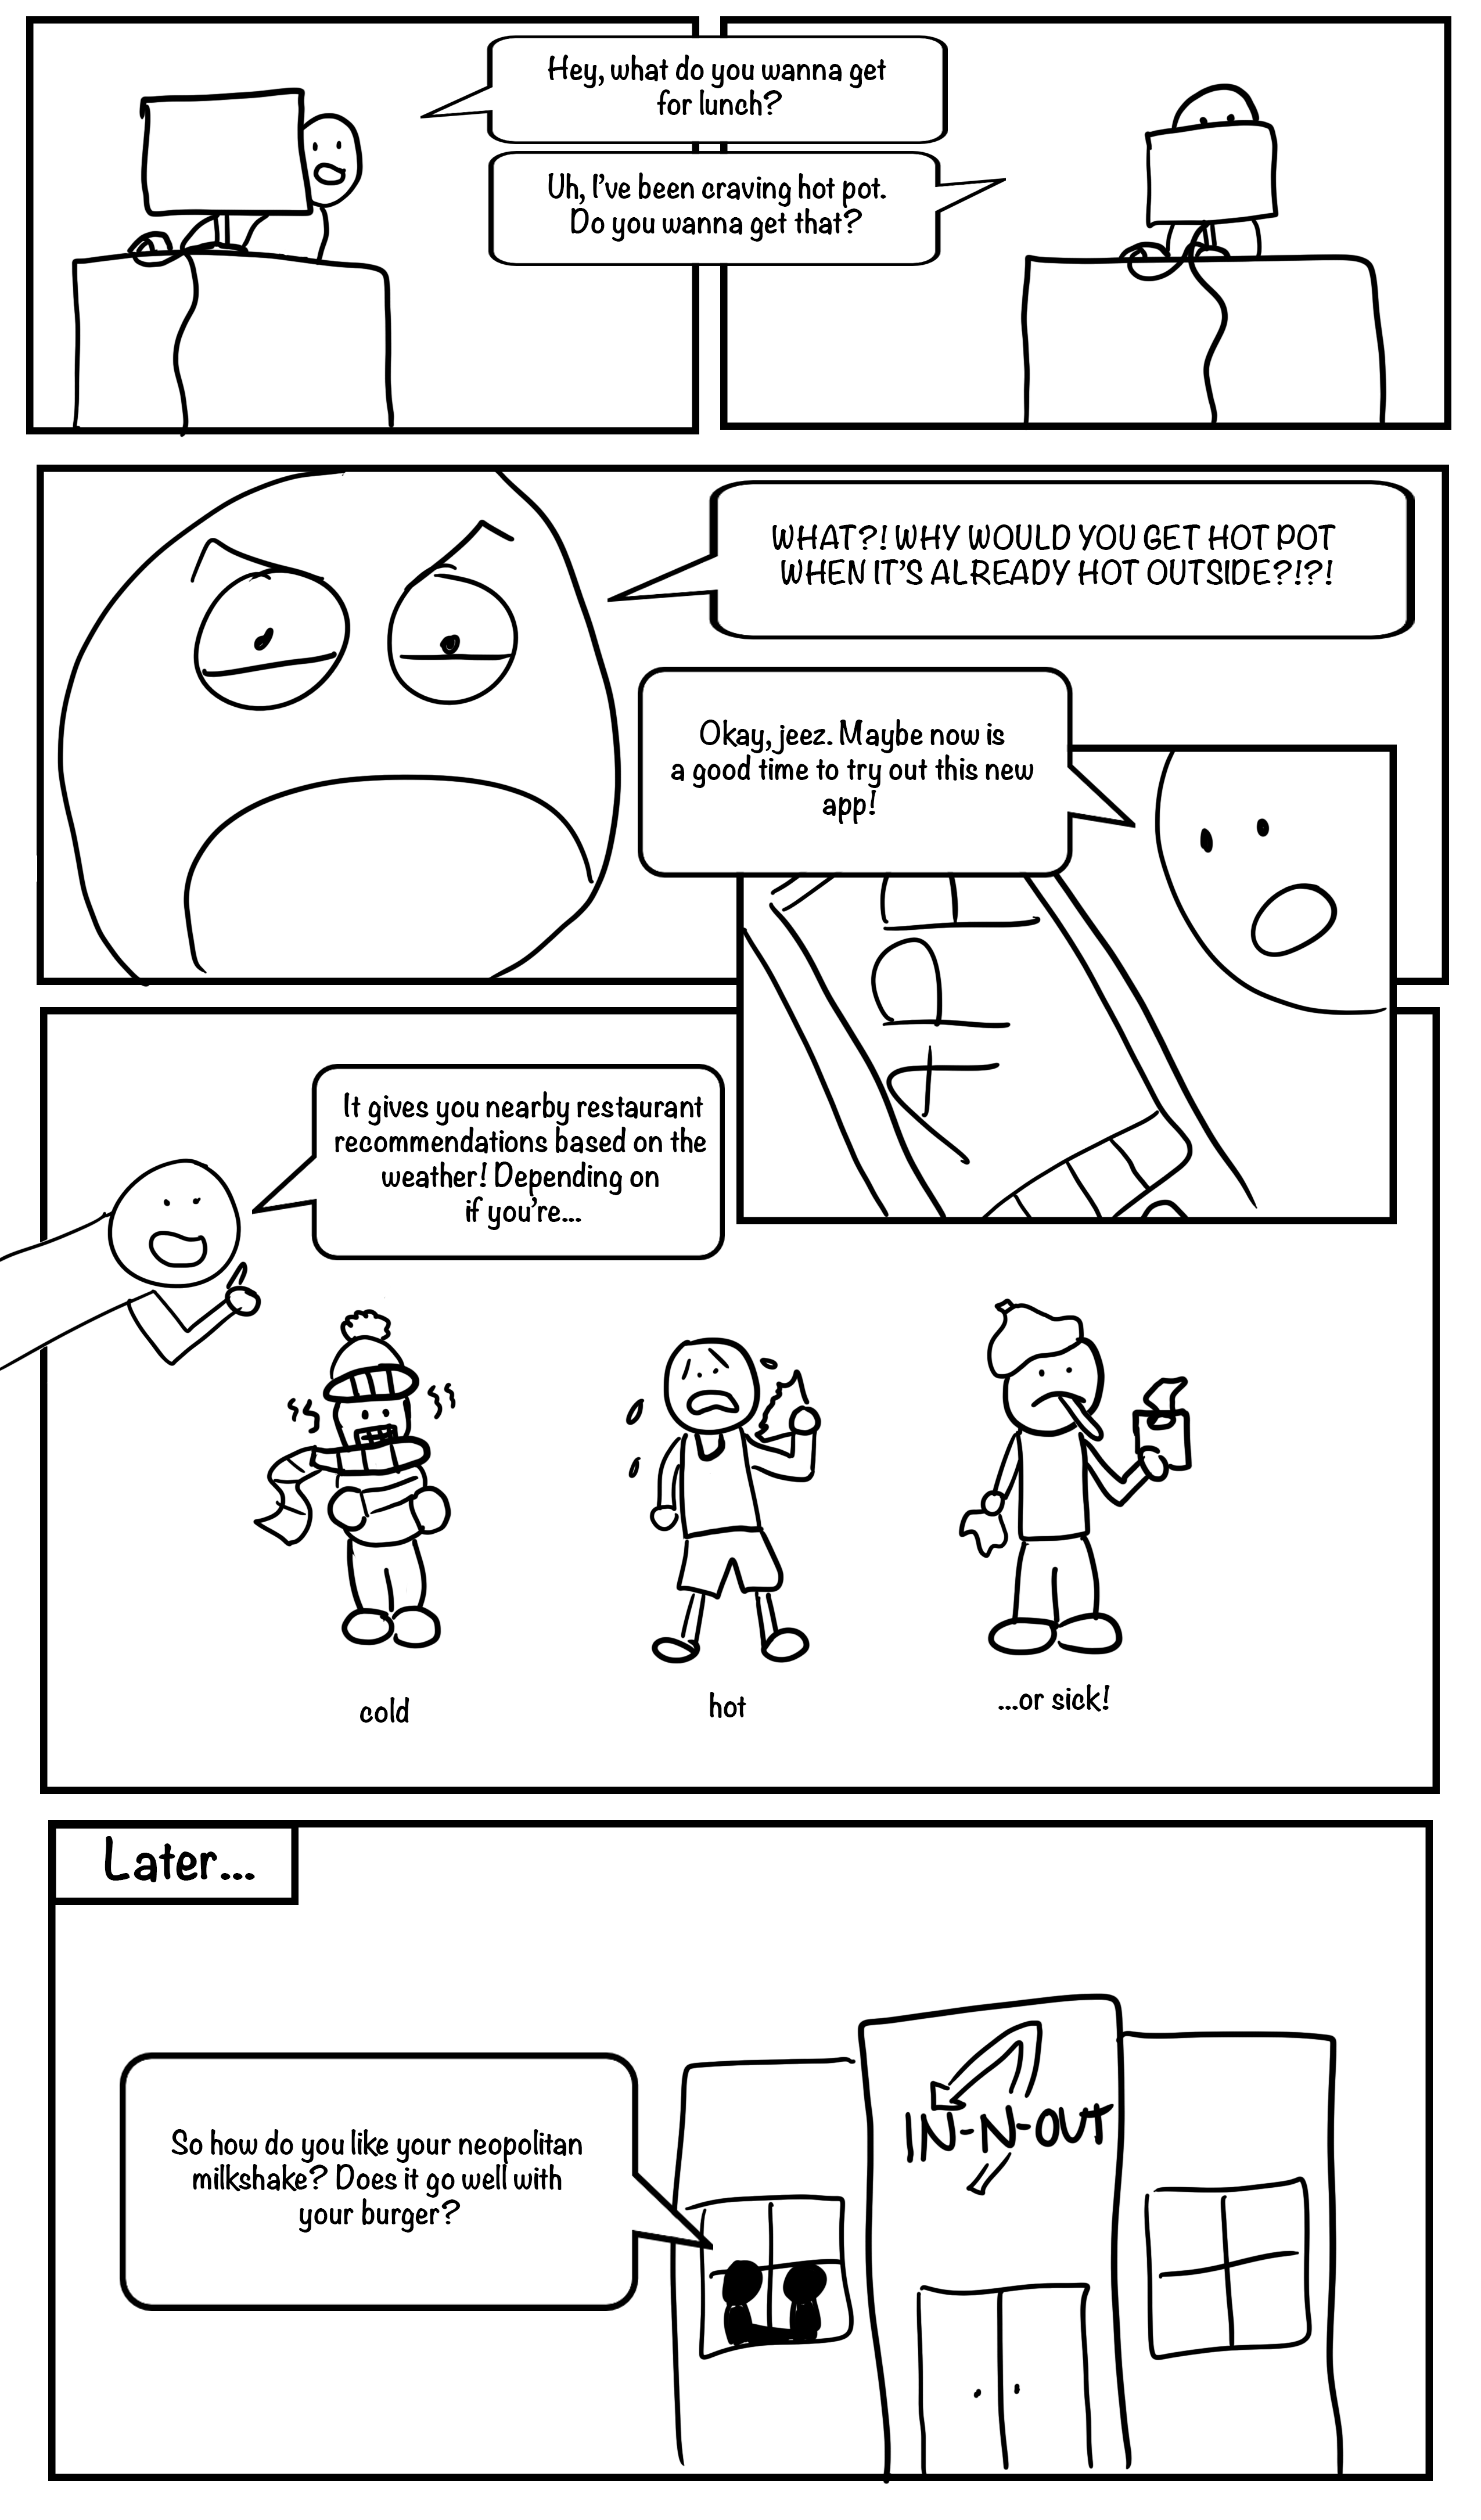 Hey, what do you wanna get
for lunch?
Uh, I've been craving hot pot.
Do you wanna get that?
WHAT?! WHY WOULD YOU GET HOT POT
WHEN IT'S ALREADY HOT OUTSIDE?!?!
Okay, jeez. Maybe now is
a good time to try out this new
app!
It gives you nearby restaurant
recommendations based on the
weather! Depending on
if you're...
cold
hot
...or sick!
Later...
IN-N-OUT
So how do you like your neopolitan
milkshake? Does it go well with
your burger?